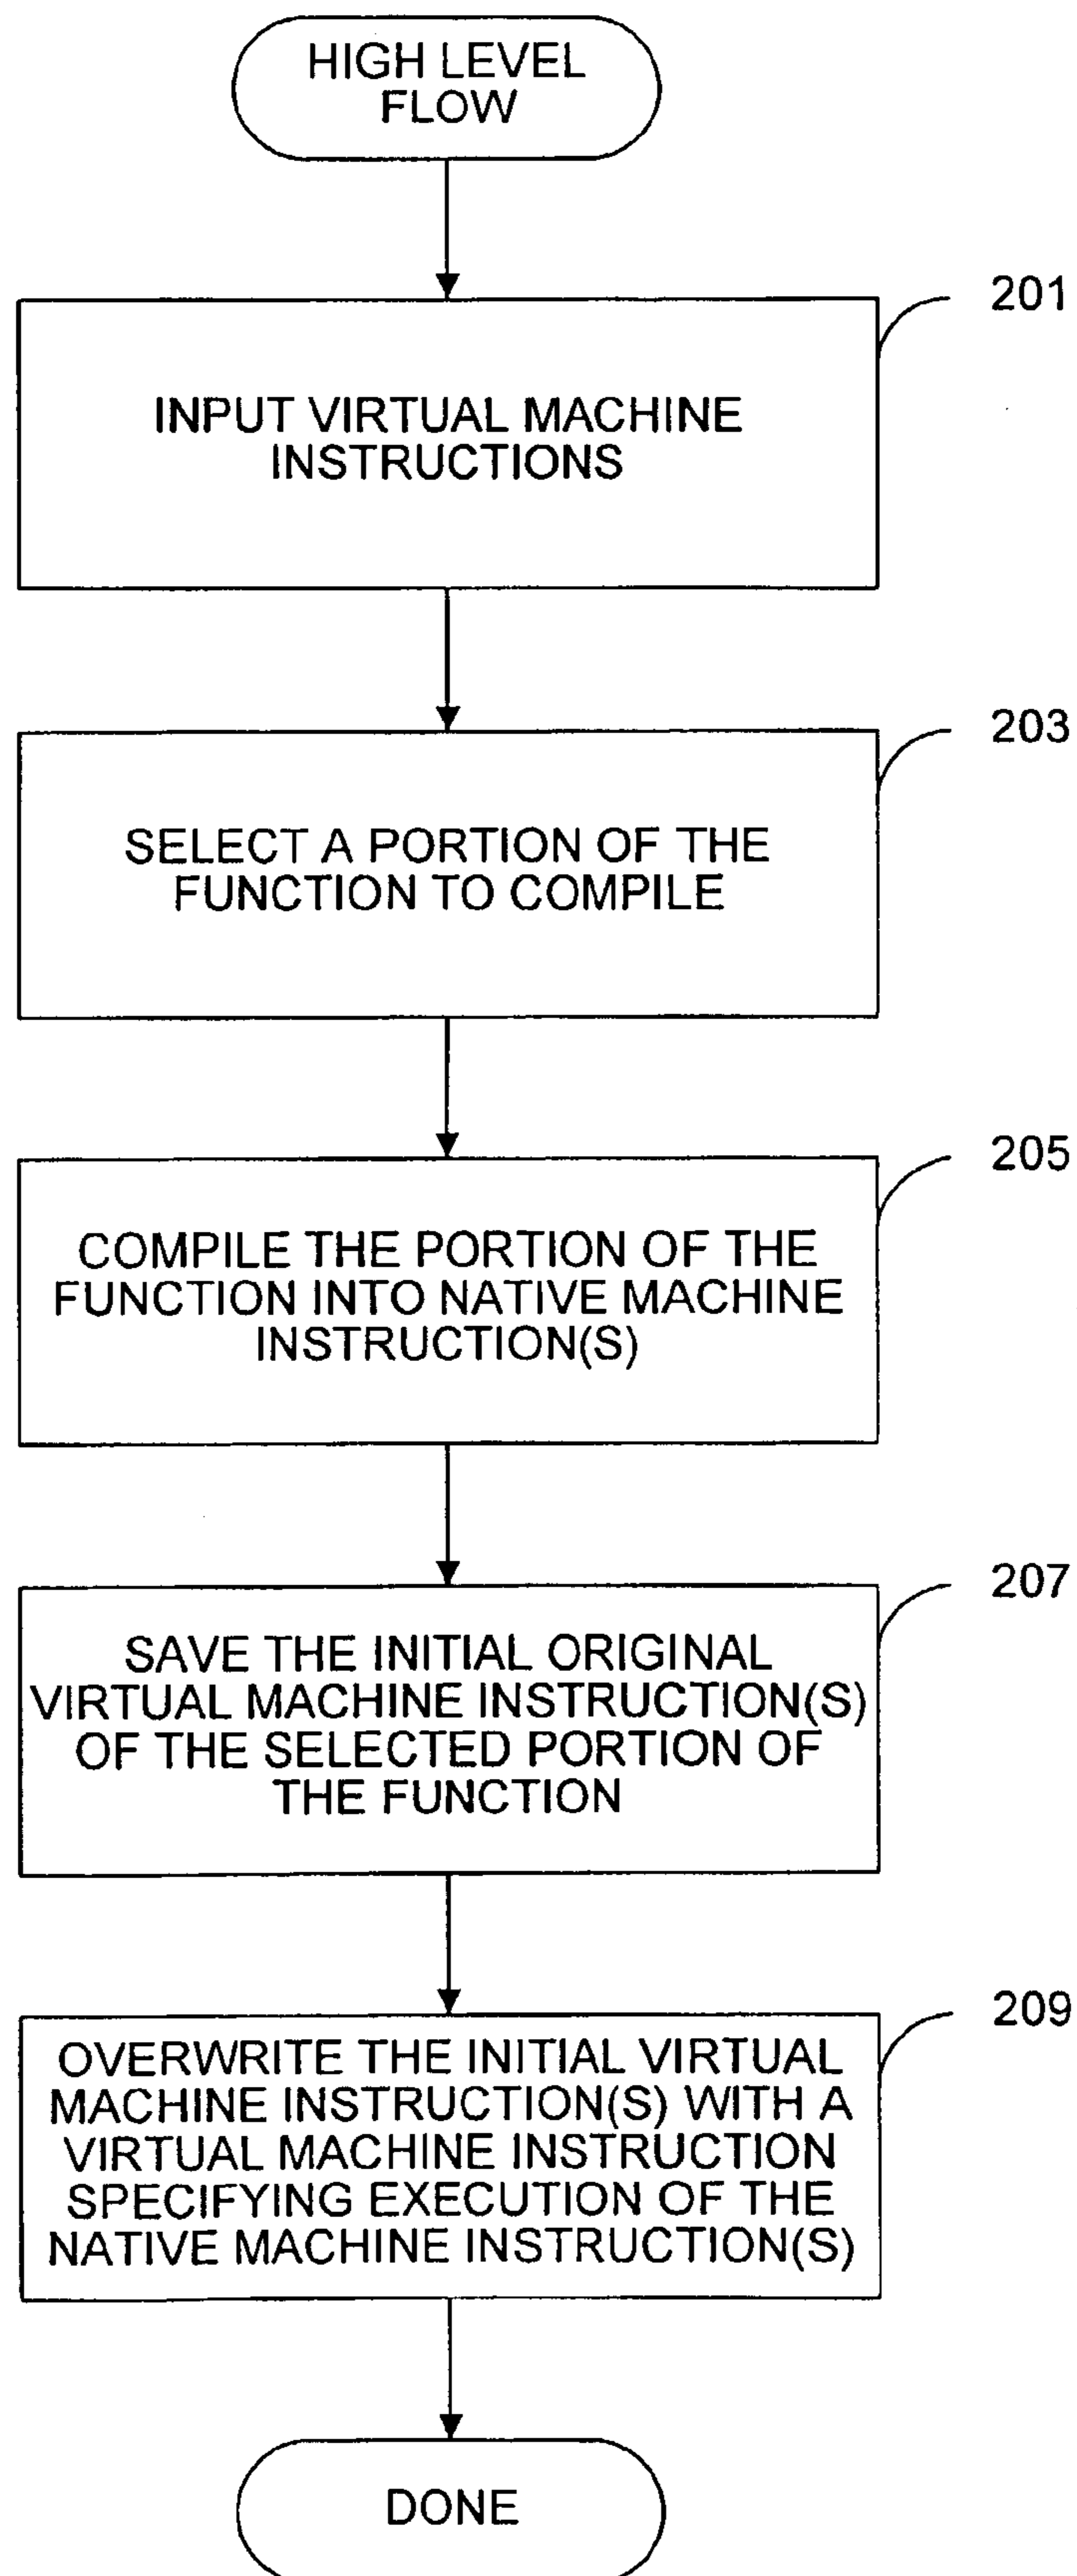 HIGH LEVEL
FLOW
201
INPUT VIRTUAL MACHINE
INSTRUCTIONS
203
SELECT A PORTION OF THE
FUNCTION TO COMPILE
205
COMPILE THE PORTION OF THE
FUNCTION INTO NATIVE MACHINE
INSTRUCTION(S)
207
SAVE THE INITIAL ORIGINAL
VIRTUAL MACHINE INSTRUCTION(S)
OF THE SELECTED PORTION OF
THE FUNCTION
209
OVERWRITE THE INITIAL VIRTUAL
MACHINE INSTRUCTION(S) WITH A
VIRTUAL MACHINE INSTRUCTION
SPECIFYING EXECUTION OF THE
NATIVE MACHINE INSTRUCTION(S)
DONE